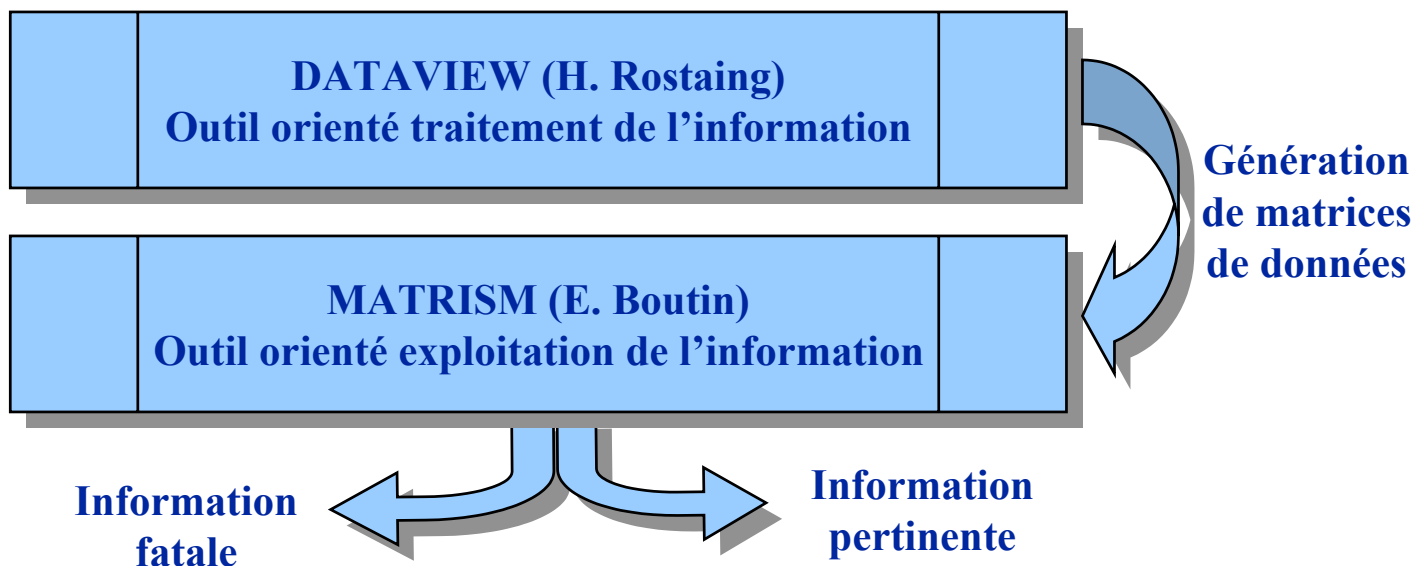 DATAVIEW (H. Rostaing)
Outil orienté traitement de l’information
Génération
de matrices
de données
MATRISM (E. Boutin)
Outil orienté exploitation de l’information
Information
fatale
Information
pertinente